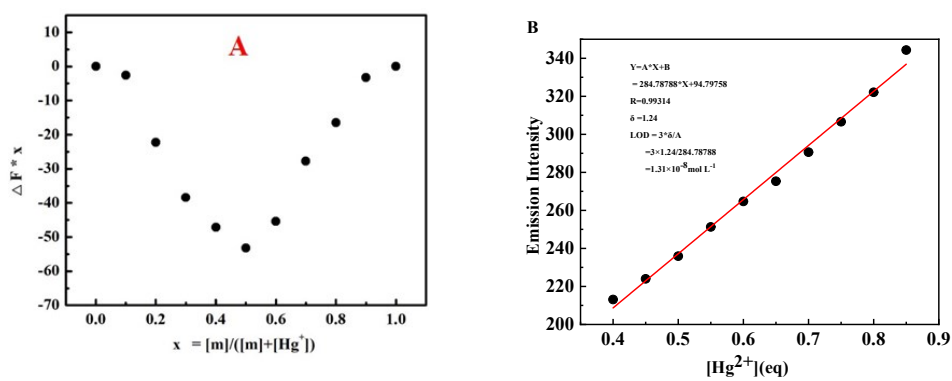 A
10
0
-10
-20
-30
-40
-50
-60
-70
△ F * x
0.0 0.2 0.4 0.6 0.8 1.0
x = [m]/([m]+[Hg⁺])
B
Y=A*X+B
= 284.78788*X+94.79758
R=0.99314
δ =1.24
LOD = 3*δ/A
=3×1.24/284.78788
=1.31×10⁻⁸mol L⁻¹
340
320
300
280
260
240
220
200
Emission Intensity
0.4 0.5 0.6 0.7 0.8 0.9
[Hg²⁺](eq)